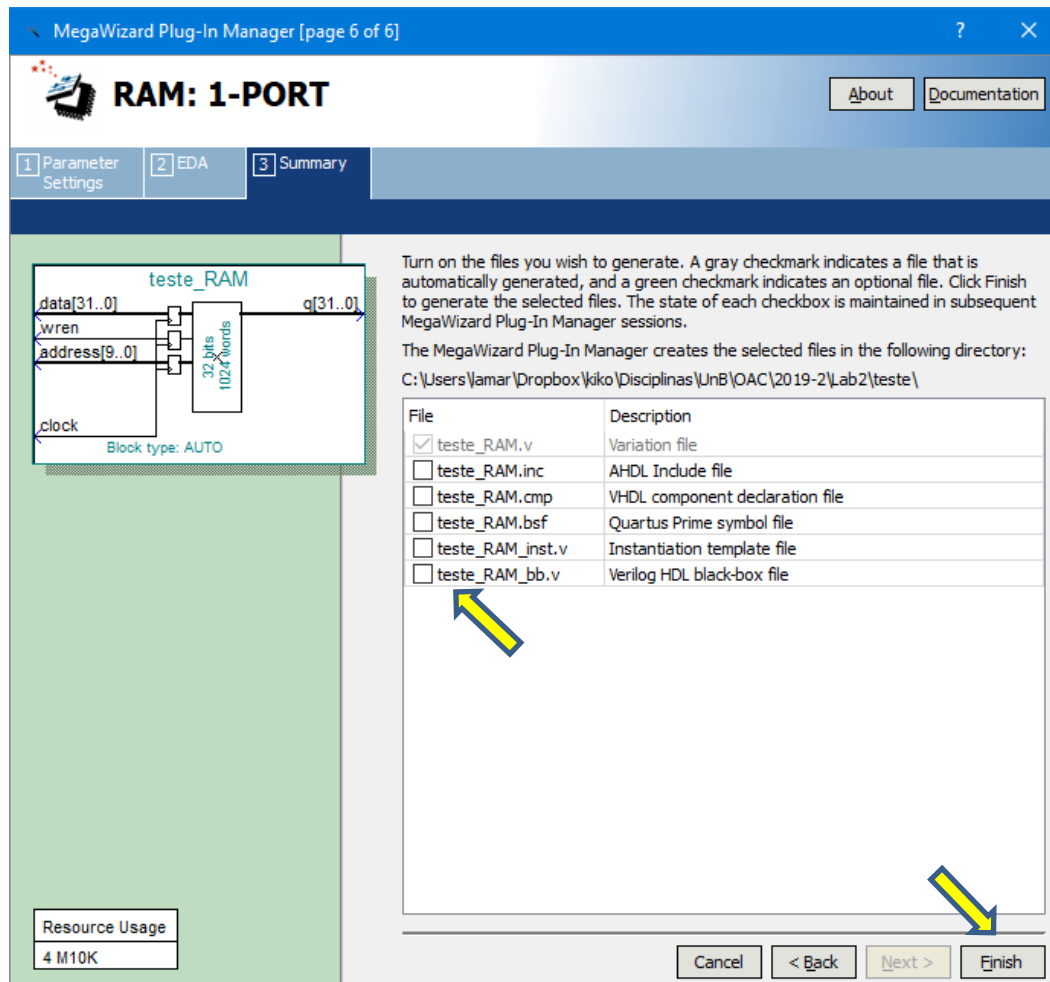 MegaWizard Plug-In Manager [page 6 of 6]
?
RAM: 1-PORT
About
Documentation
1 Parameter Settings
2 EDA
3 Summary
teste_RAM
data[31..0]
q[31..0]
wren
address[9..0]
32 bits
1024 words
clock
Block type: AUTO
Turn on the files you wish to generate. A gray checkmark indicates a file that is
automatically generated, and a green checkmark indicates an optional file. Click Finish
to generate the selected files. The state of each checkbox is maintained in subsequent
MegaWizard Plug-In Manager sessions.
The MegaWizard Plug-In Manager creates the selected files in the following directory:
C:\Users\lamar\Dropbox\kiko\Disciplinas\UnB\OAC\2019-2\Lab2\teste\
File Description
teste_RAM.v Variation file
teste_RAM.inc AHDL Include file
teste_RAM.cmp VHDL component declaration file
teste_RAM.bsf Quartus Prime symbol file
teste_RAM_inst.v Instantiation template file
teste_RAM_bb.v Verilog HDL black-box file
Resource Usage
4 M10K
Cancel
< Back
Next >
Finish